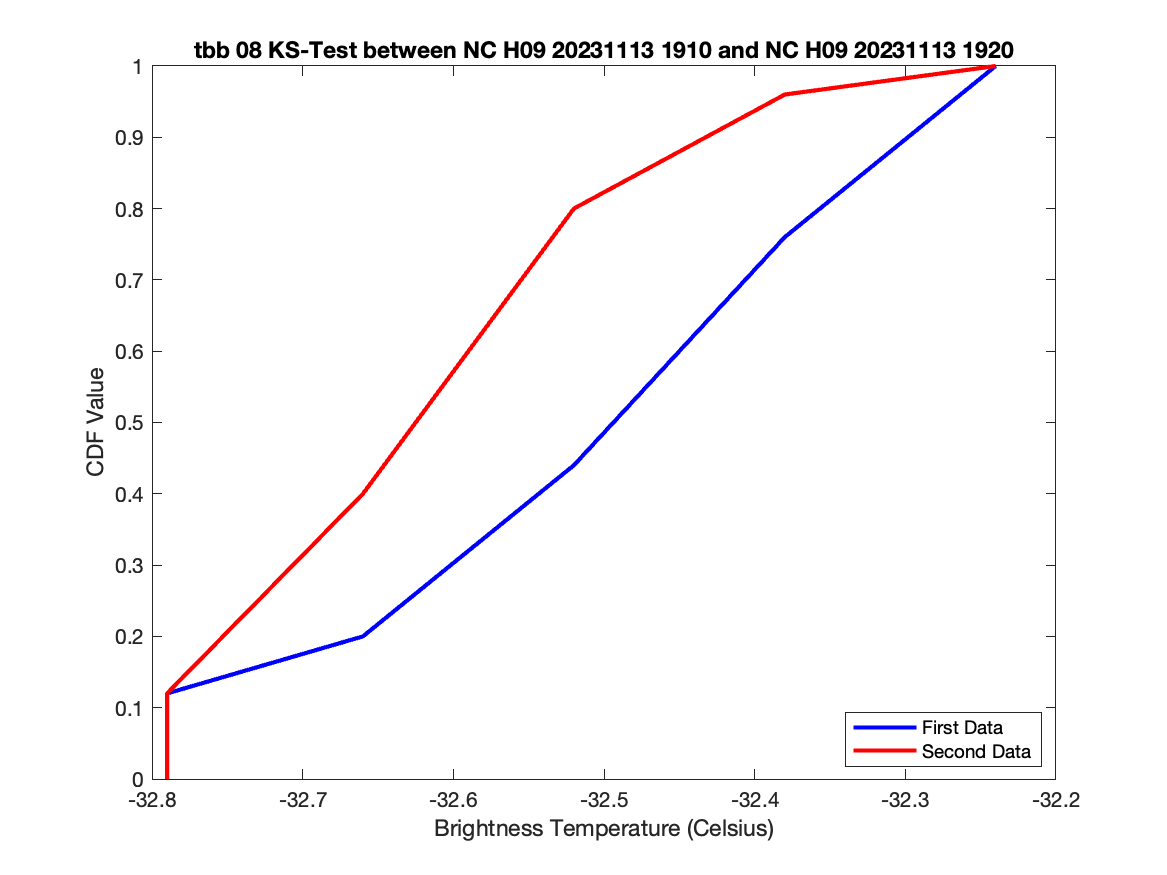 tbb 08 KS-Test between NC H09 20231113 1910 and NC H09 20231113 1920
1
0.9
0.8
0.7
0.6
0.5
0.4
0.3
0.2
0.1
0
CDF Value
First Data
Second Data
-32.8 -32.7 -32.6 -32.5 -32.4 -32.3 -32.2
Brightness Temperature (Celsius)